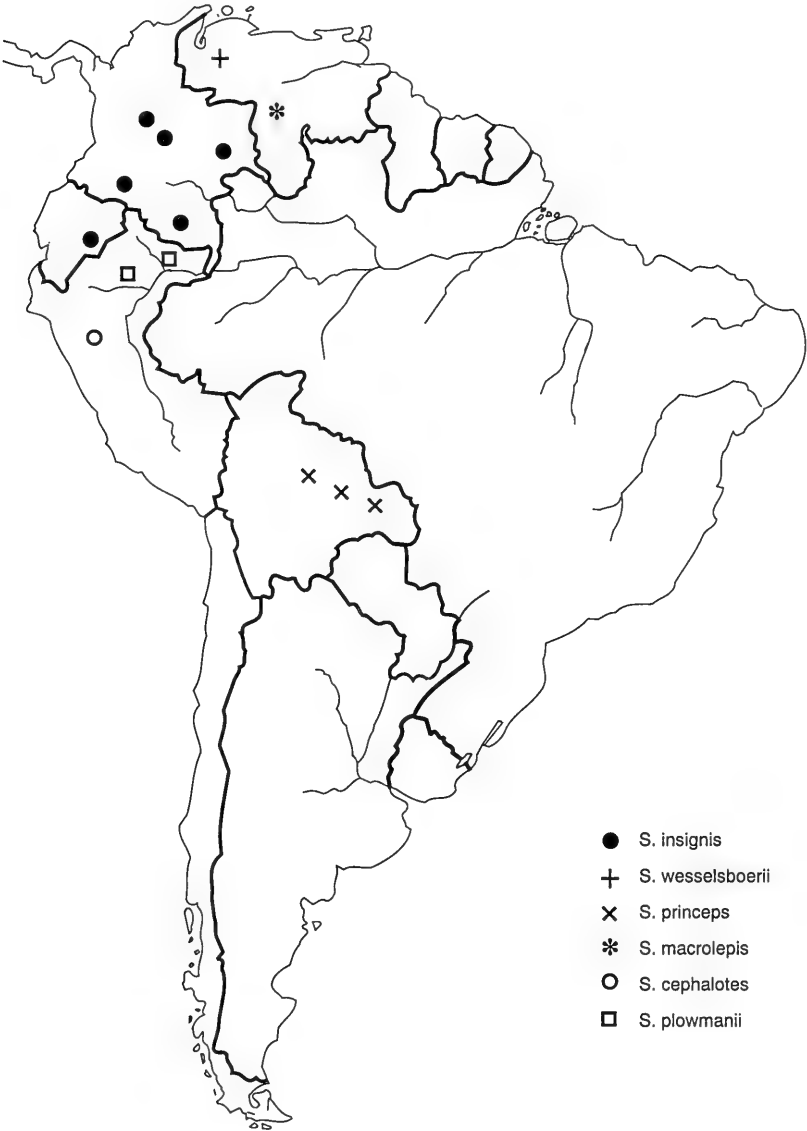 S. insignis
S. wesselsboerii
S. princeps
S. macrolepis
S. cephalotes
S. plowmanii